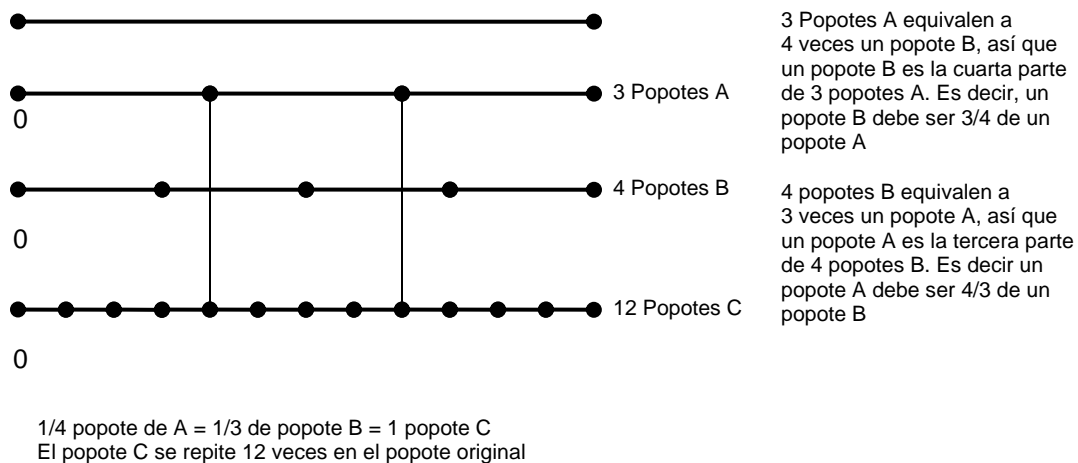 3 Popotes A equivalen a
4 veces un popote B, así que
un popote B es la cuarta parte
de 3 popotes A. Es decir, un
popote B debe ser 3/4 de un
popote A
3 Popotes A
0
4 Popotes B
4 popotes B equivalen a
3 veces un popote A, así que
un popote A es la tercera parte
de 4 popotes B. Es decir un
popote A debe ser 4/3 de un
popote B
0
12 Popotes C
0
1/4 popote de A = 1/3 de popote B = 1 popote C
El popote C se repite 12 veces en el popote original